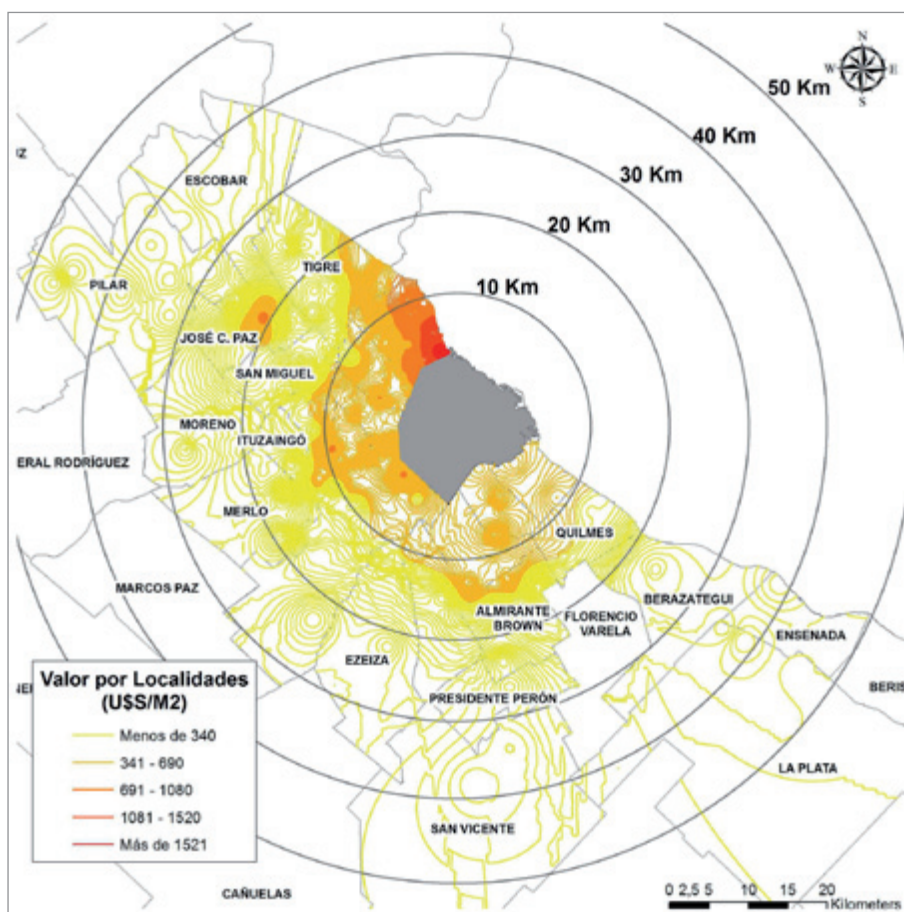 N
W E
S
50 Km
40 Km
30 Km
20 Km
10 Km
ESCOBAR
TIGRE
PILAR
JOSÉ C. PAZ
SAN MIGUEL
MORENO
ITUZAINGÓ
ERAL RODRÍGUEZ
MERLO
QUILMES
MARCOS PAZ
BERAZATEGUI
ALMIRANTE
BROWN
FLORENCIO
VARELA
ENSENADA
EZEIZA
BERIS
PRESIDENTE PERÓN
LA PLATA
SAN VICENTE
CAÑUELAS
Valor por Localidades
(U$S/M2)
Menos de 340
341 - 690
691 - 1080
1081 - 1520
Más de 1521
0 2,5 5 10 15 20
Kilometers